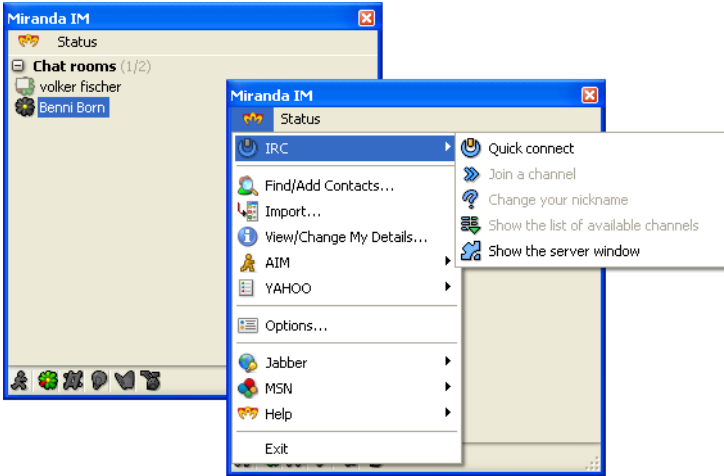 Miranda IM
Status
Chat rooms (1/2)
volker fischer
Benni Born
Miranda IM
Status
IRC
Find/Add Contacts...
Import...
View/Change My Details...
AIM
YAHOO
Options...
Jabber
MSN
Help
Exit
Quick connect
Join a channel
Change your nickname
Show the list of available channels
Show the server window